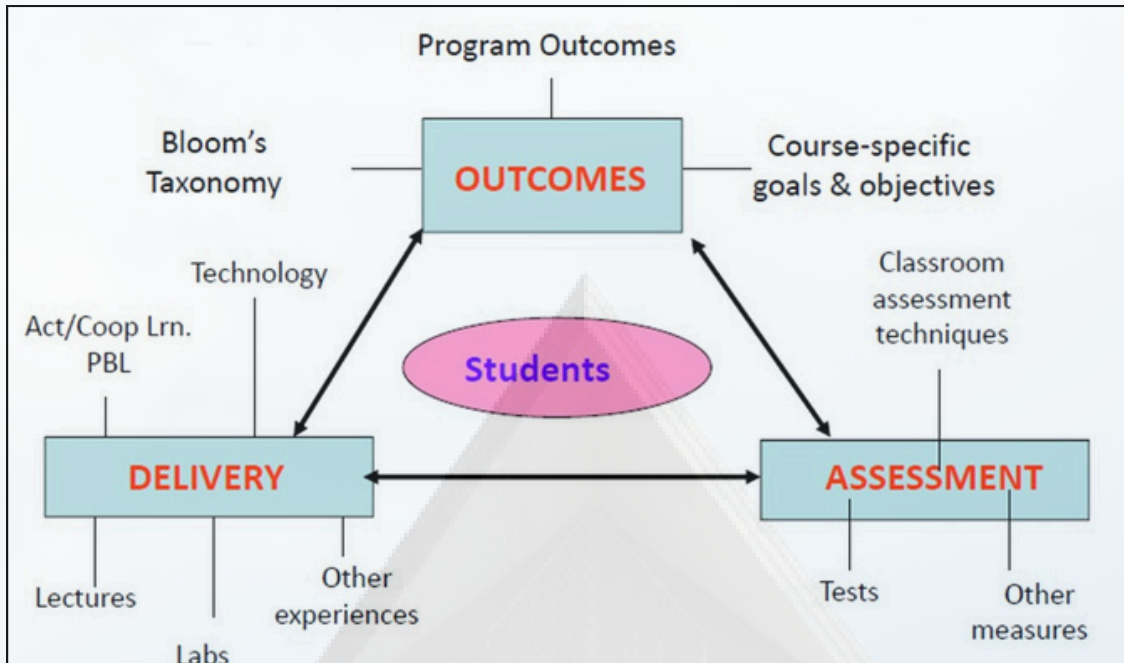 Program Outcomes
Bloom's
Taxonomy
OUTCOMES
Course-specific
goals & objectives
Technology
Classroom
assessment
techniques
Act/Coop Lrn.
PBL
Students
DELIVERY
ASSESSMENT
Lectures
Labs
Other
experiences
Tests
Other
measures